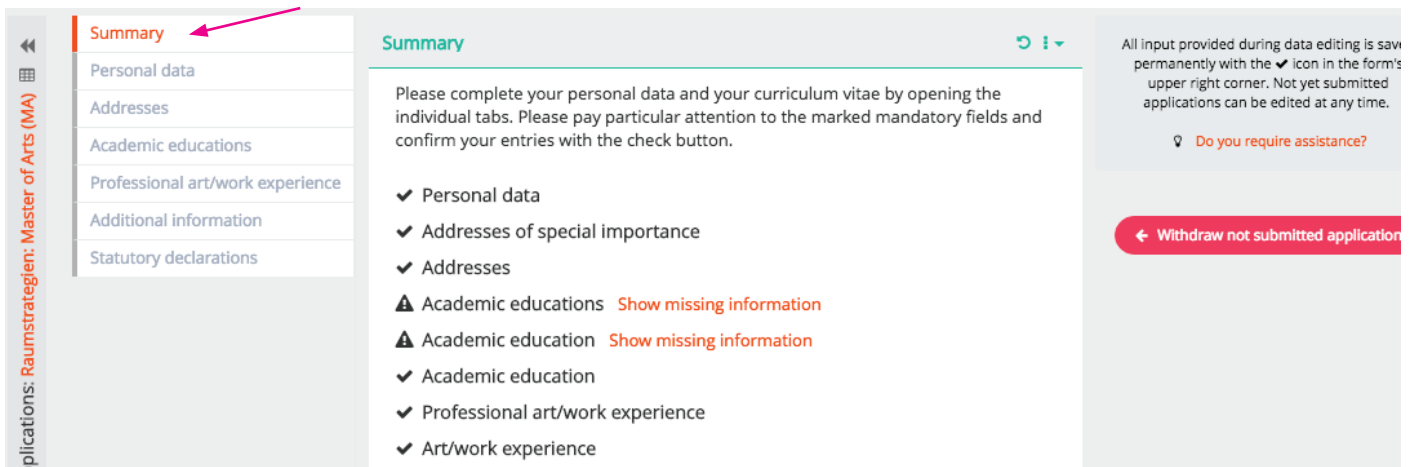 plications: Raumstrategien: Master of Arts (MA)
Summary
Personal data
Addresses
Academic educations
Professional art/work experience
Additional information
Statutory declarations
Summary
Please complete your personal data and your curriculum vitae by opening the
individual tabs. Please pay particular attention to the marked mandatory fields and
confirm your entries with the check button.
✔ Personal data
✔ Addresses of special importance
✔ Addresses
Academic educations Show missing information
Academic education Show missing information
✔ Academic education
✔ Professional art/work experience
✔ Art/work experience
All input provided during data editing is save
permanently with the ✔ icon in the form's
upper right corner. Not yet submitted
applications can be edited at any time.
Do you require assistance?
Withdraw not submitted application